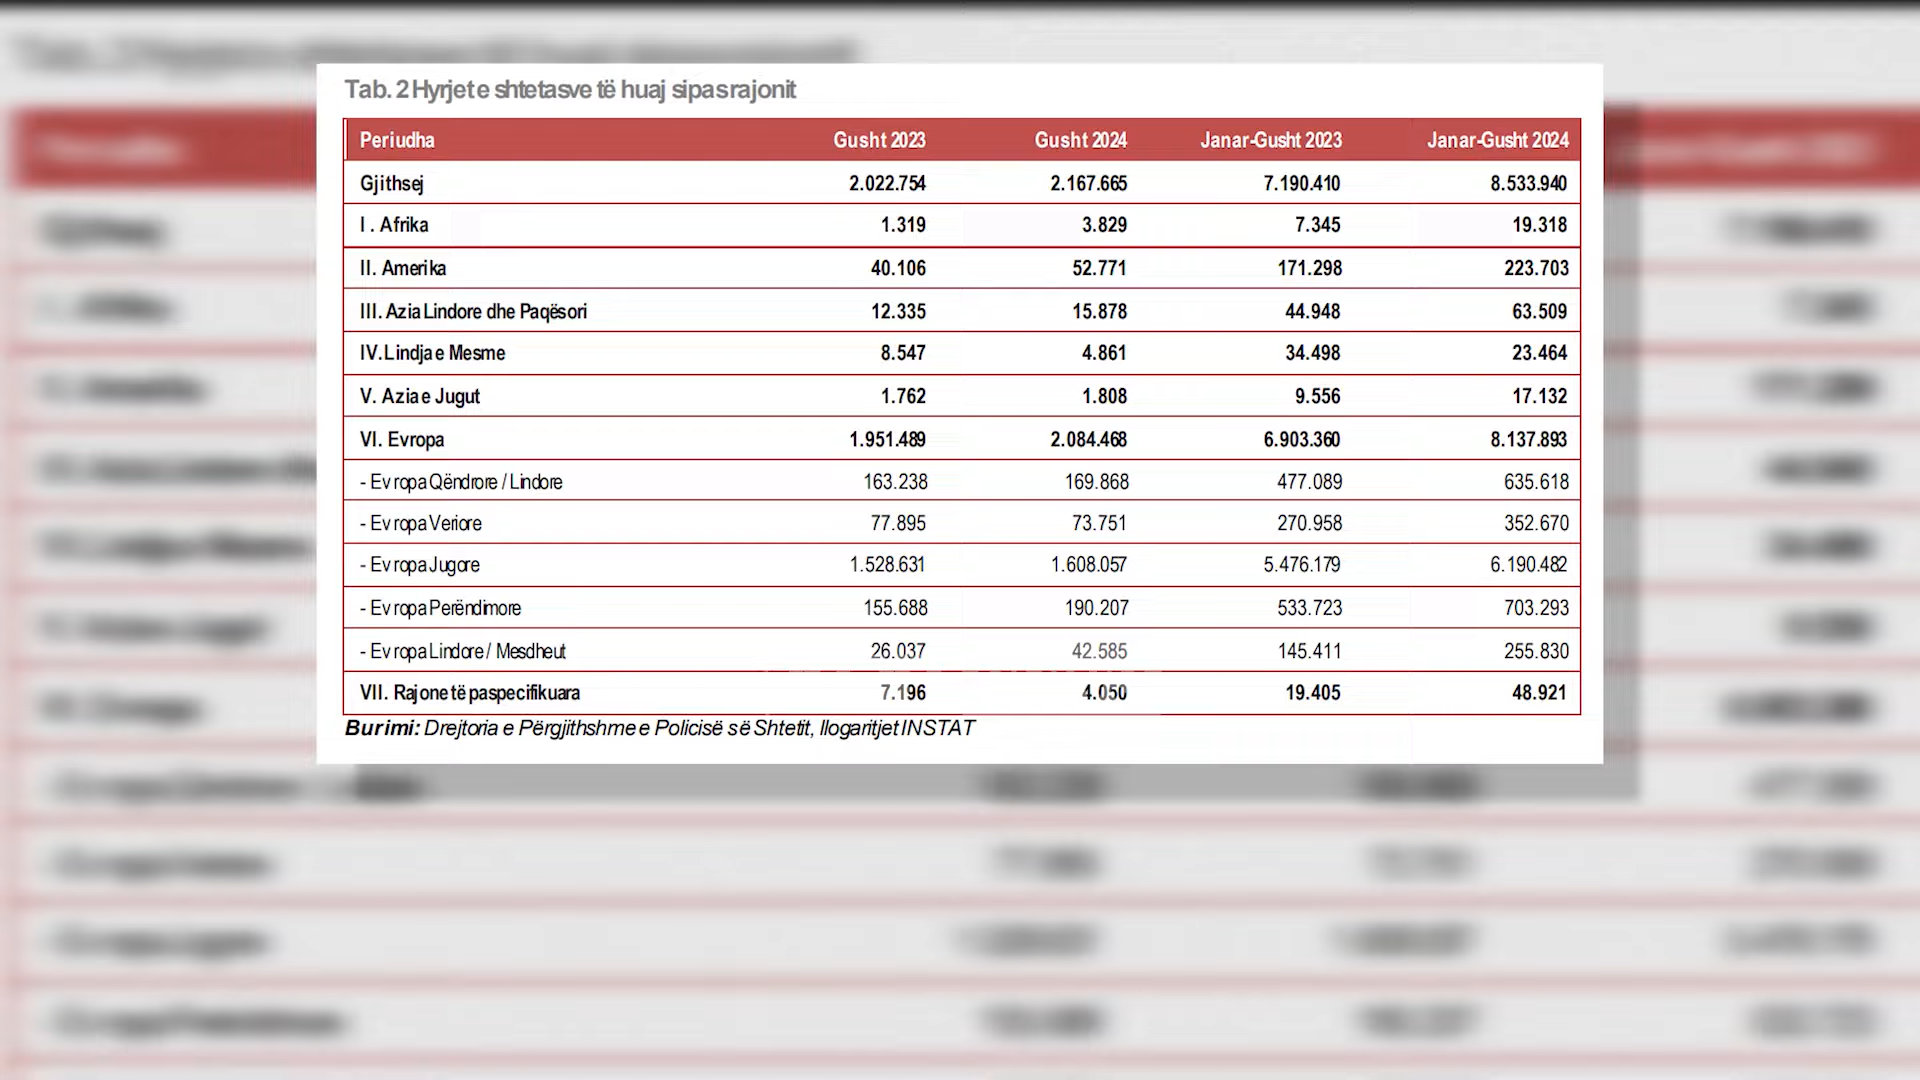 Tab. 2 Hyrjet e shtetasve të huaj sipas rajonit
Periudha Gusht 2023 Gusht 2024 Janar-Gusht 2023 Janar-Gusht 2024
Gjithsej 2.022.754 2.167.665 7.190.410 8.533.940
I . Afrika 1.319 3.829 7.345 19.318
II. Amerika 40.106 52.771 171.298 223.703
III. Azia Lindore dhe Paqësori 12.335 15.878 44.948 63.509
IV. Lindja e Mesme 8.547 4.861 34.498 23.464
V. Azia e Jugut 1.762 1.808 9.556 17.132
VI. Evropa 1.951.489 2.084.468 6.903.360 8.137.893
- Evropa Qëndrore / Lindore 163.238 169.868 477.089 635.618
- Evropa Veriore 77.895 73.751 270.958 352.670
- Evropa Jugore 1.528.631 1.608.057 5.476.179 6.190.482
- Evropa Perëndimore 155.688 190.207 533.723 703.293
- Evropa Lindore / Mesdheut 26.037 42.585 145.411 255.830
VII. Rajone të paspecifikuara 7.196 4.050 19.405 48.921
Burimi: Drejtoria e Përgjithshme e Policisë së Shtetit, llogaritjet INSTAT